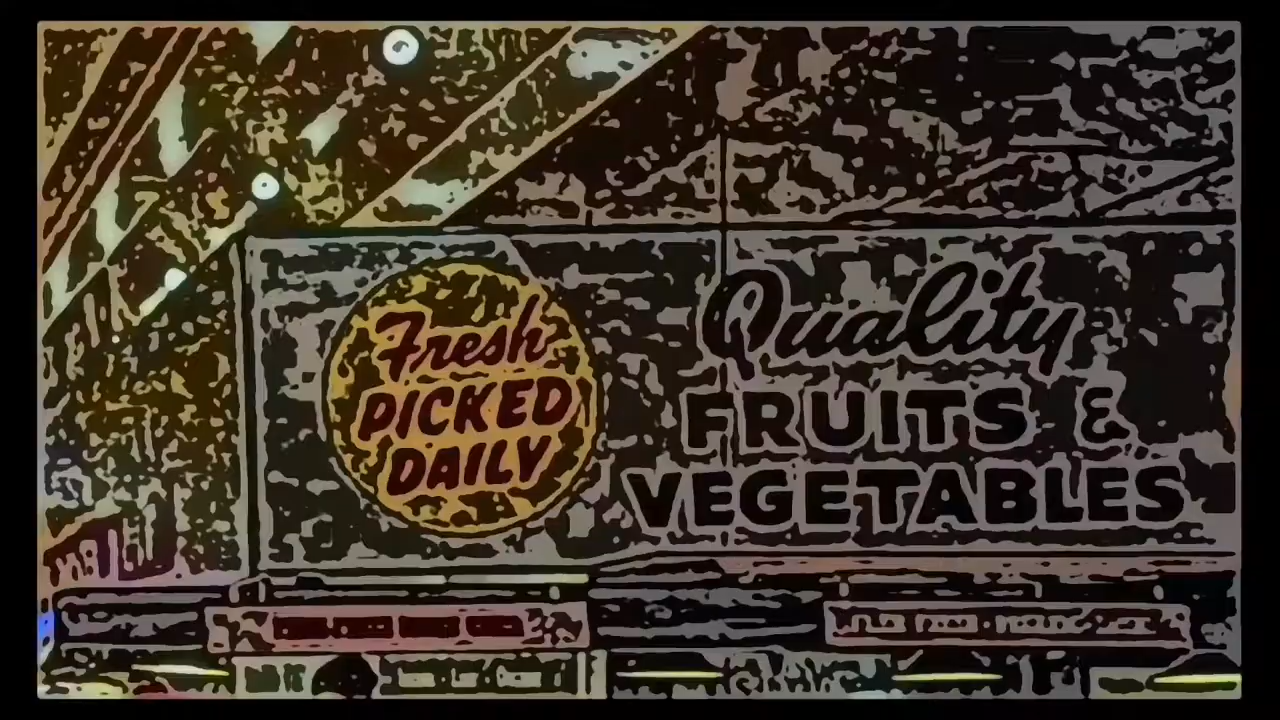 Fresh
PICKED
DAILY
Quality
FRUITS &
VEGETABLES